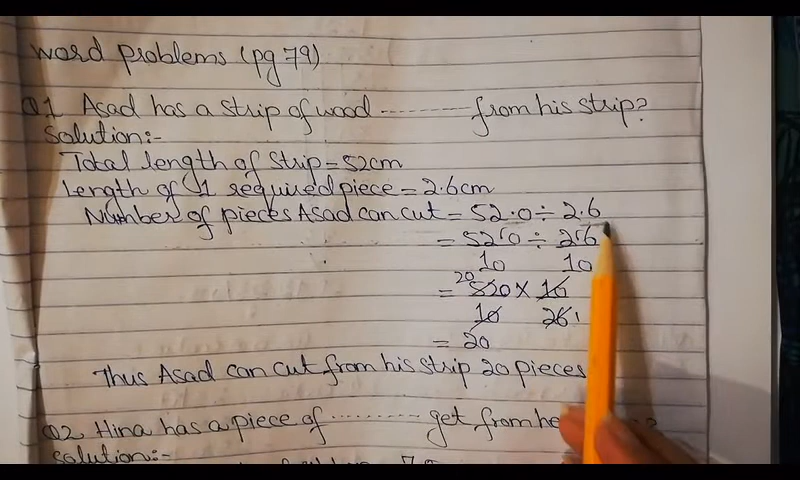 word problems (pg 79)
Q1 Asad has a strip of wood ---------- from his strip?
Solution:-
Total length of strip = 52cm
Length of 1 required piece = 2.6cm
Number of pieces Asad can cut = 52.0 ÷ 2.6
= 520 ÷ 26
10 10
= 20 520 × 10
10 26 1
= 20
Thus Asad can cut from his strip 20 pieces
Q2 Hina has a piece of ---------- get from he ?
Solution:-